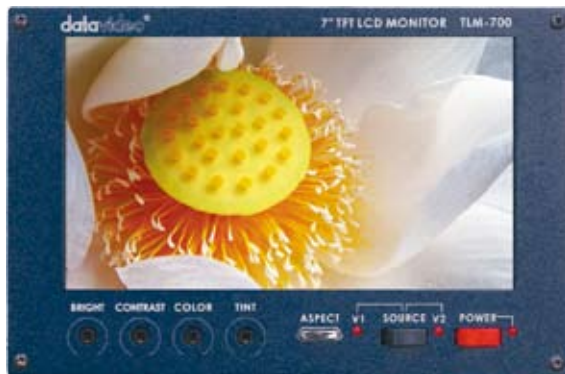 datavideo®
7" TFT LCD MONITOR TLM-700
BRIGHT CONTRAST COLOR TINT
ASPECT V1 SOURCE V2 POWER